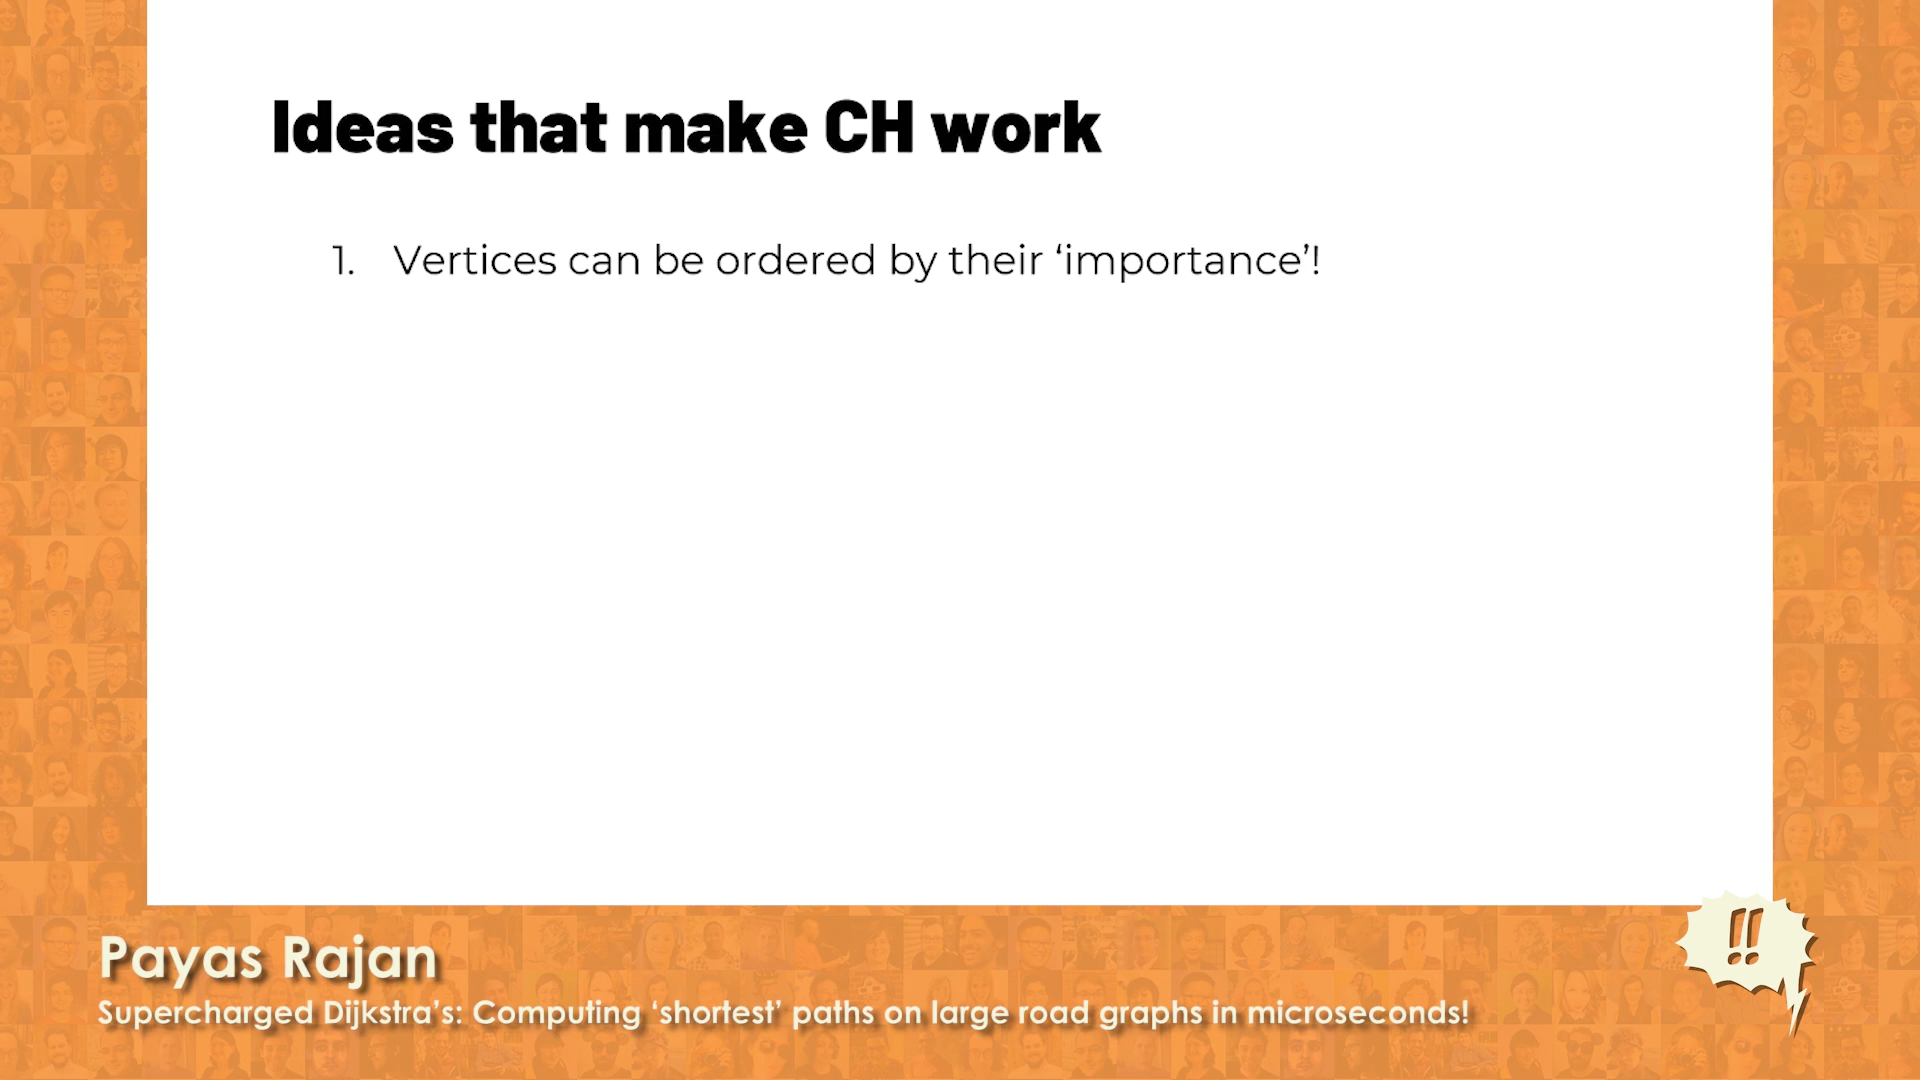 Ideas that make CH work
1. Vertices can be ordered by their ‘importance’!
!!
Payas Rajan
Supercharged Dijkstra’s: Computing ‘shortest’ paths on large road graphs in microseconds!